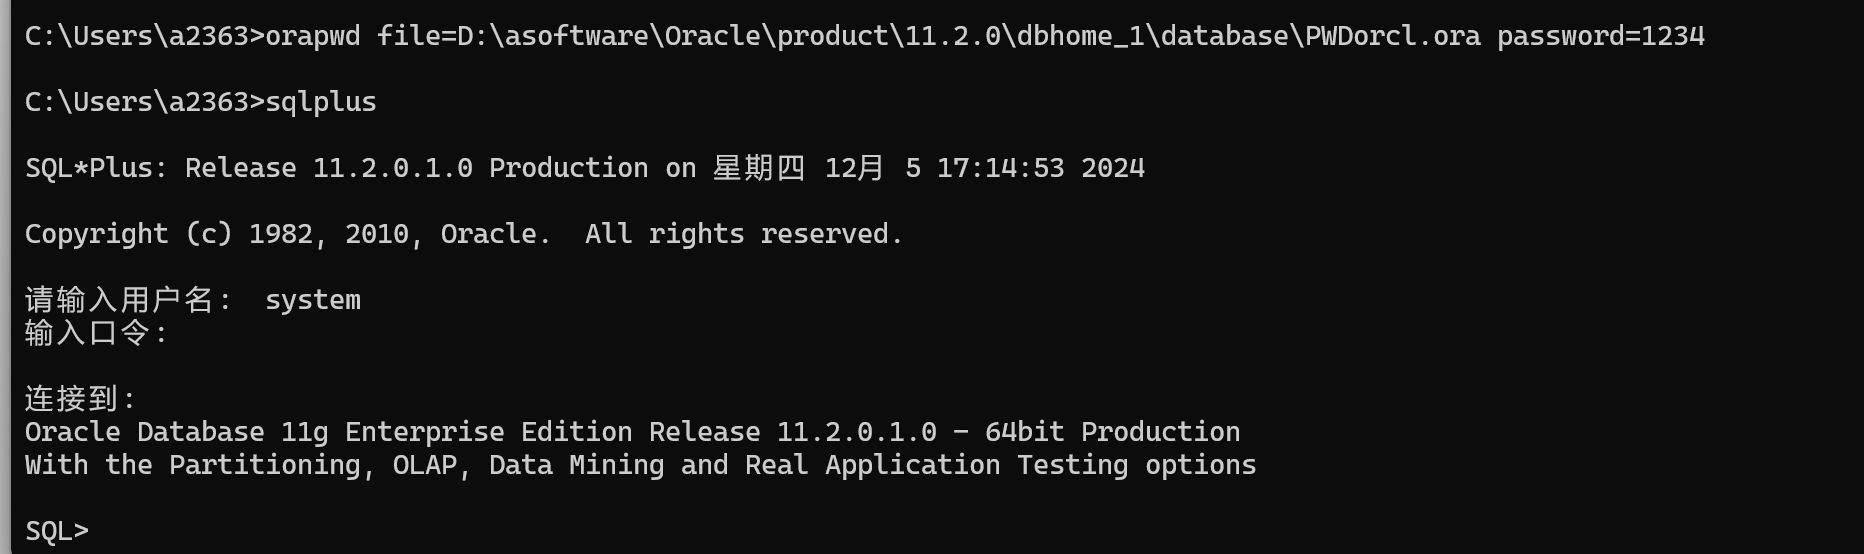 C:\Users\a2363>orapwd file=D:\asoftware\Oracle\product\11.2.0\dbhome_1\database\PWDorcl.ora password=1234
C:\Users\a2363>sqlplus
SQL*Plus: Release 11.2.0.1.0 Production on 星期四 12月 5 17:14:53 2024
Copyright (c) 1982, 2010, Oracle.  All rights reserved.
请输入用户名:  system
输入口令:
连接到:
Oracle Database 11g Enterprise Edition Release 11.2.0.1.0 - 64bit Production
With the Partitioning, OLAP, Data Mining and Real Application Testing options
SQL>